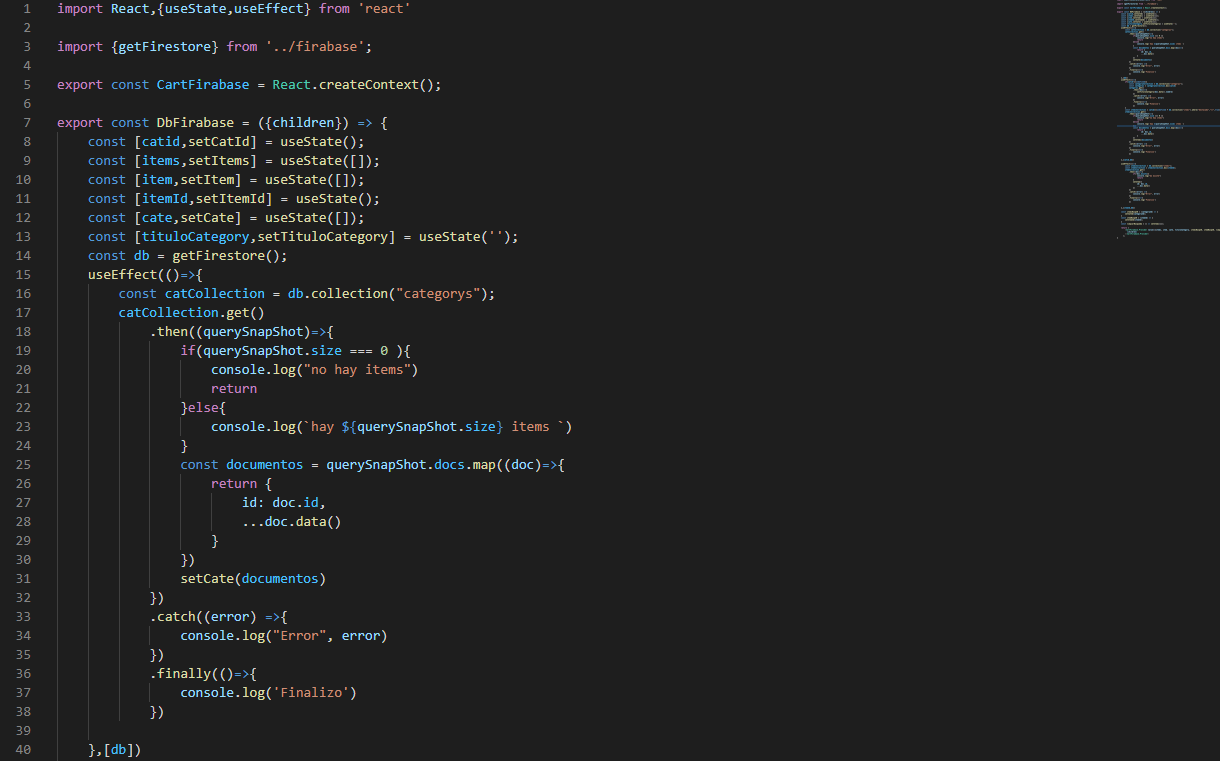 1 import React,{useState,useEffect} from 'react'
2
3 import {getFirestore} from '../firabase';
4
5 export const CartFirabase = React.createContext();
6
7 export const DbFirabase = ({children}) => {
8 const [catid,setCatId] = useState();
9 const [items,setItems] = useState([]);
10 const [item,setItem] = useState([]);
11 const [itemId,setItemId] = useState();
12 const [cate,setCate] = useState([]);
13 const [tituloCategory,setTituloCategory] = useState('');
14 const db = getFirestore();
15 useEffect(()=>{
16 const catCollection = db.collection("categorys");
17 catCollection.get()
18 .then((querySnapShot)=>{
19 if(querySnapShot.size === 0 ){
20 console.log("no hay items")
21 return
22 }else{
23 console.log(`hay ${querySnapShot.size} items `)
24 }
25 const documentos = querySnapShot.docs.map((doc)=>{
26 return {
27 id: doc.id,
28 ...doc.data()
29 }
30 })
31 setCate(documentos)
32 })
33 .catch((error) =>{
34 console.log("Error", error)
35 })
36 .finally(()=>{
37 console.log('Finalizo')
38 })
39
40 },[db])